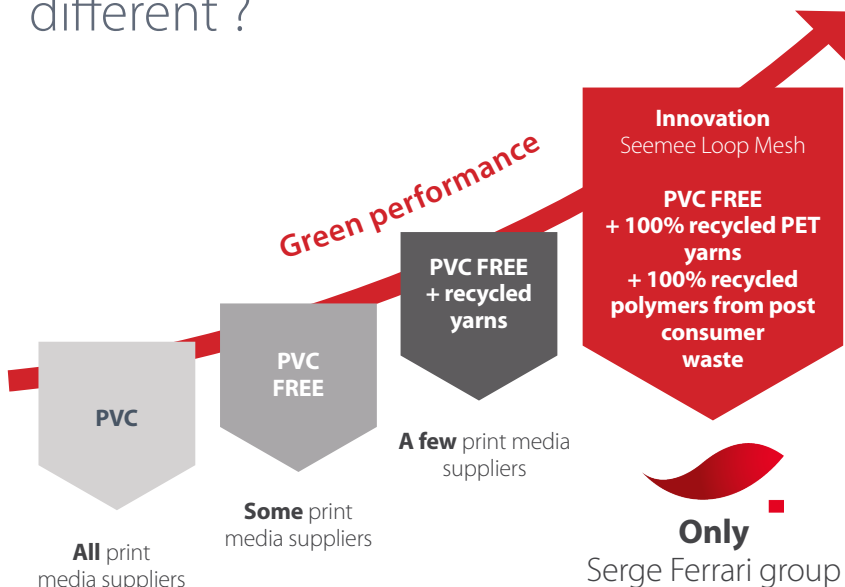 different ?
Green performance
PVC
All print
media suppliers
PVC
FREE
Some print
media suppliers
PVC FREE
+ recycled
yarns
A few print media
suppliers
Innovation
Seemee Loop Mesh
PVC FREE
+ 100% recycled PET
yarns
+ 100% recycled
polymers from post
consumer
waste
Only
Serge Ferrari group